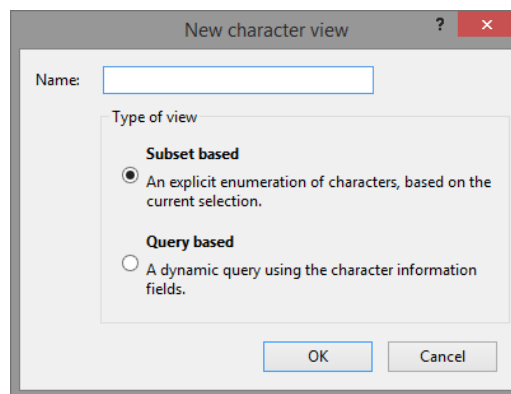 New character view
?
Name:
Type of view
Subset based
An explicit enumeration of characters, based on the
current selection.
Query based
A dynamic query using the character information
fields.
OK Cancel